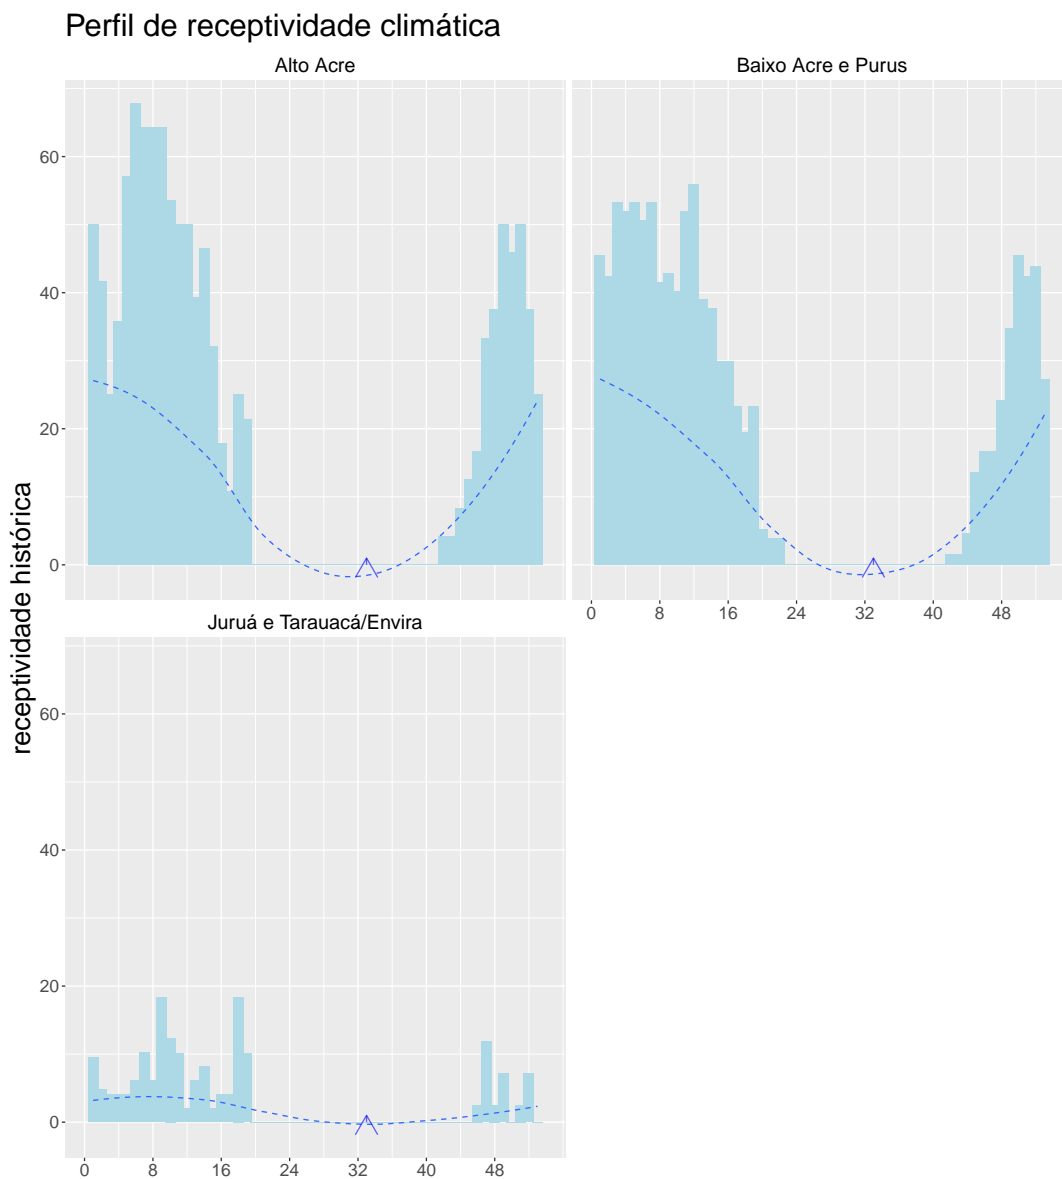 Perfil de receptividade climática
Alto Acre
Baixo Acre e Purus
60
40
20
0
0 8 16 24 32 40 48
Juruá e Tarauacá/Envira
receptividade histórica
60
40
20
0
0 8 16 24 32 40 48